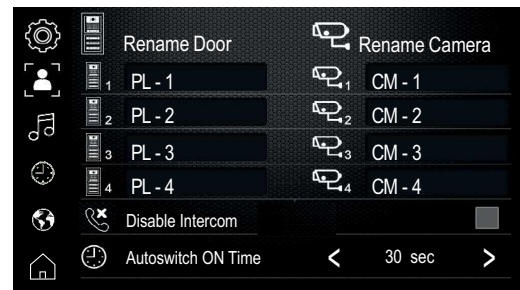 Rename Door Rename Camera
1 PL - 1 1 CM - 1
2 PL - 2 2 CM - 2
3 PL - 3 3 CM - 3
4 PL - 4 4 CM - 4
Disable Intercom
Autoswitch ON Time < 30 sec >